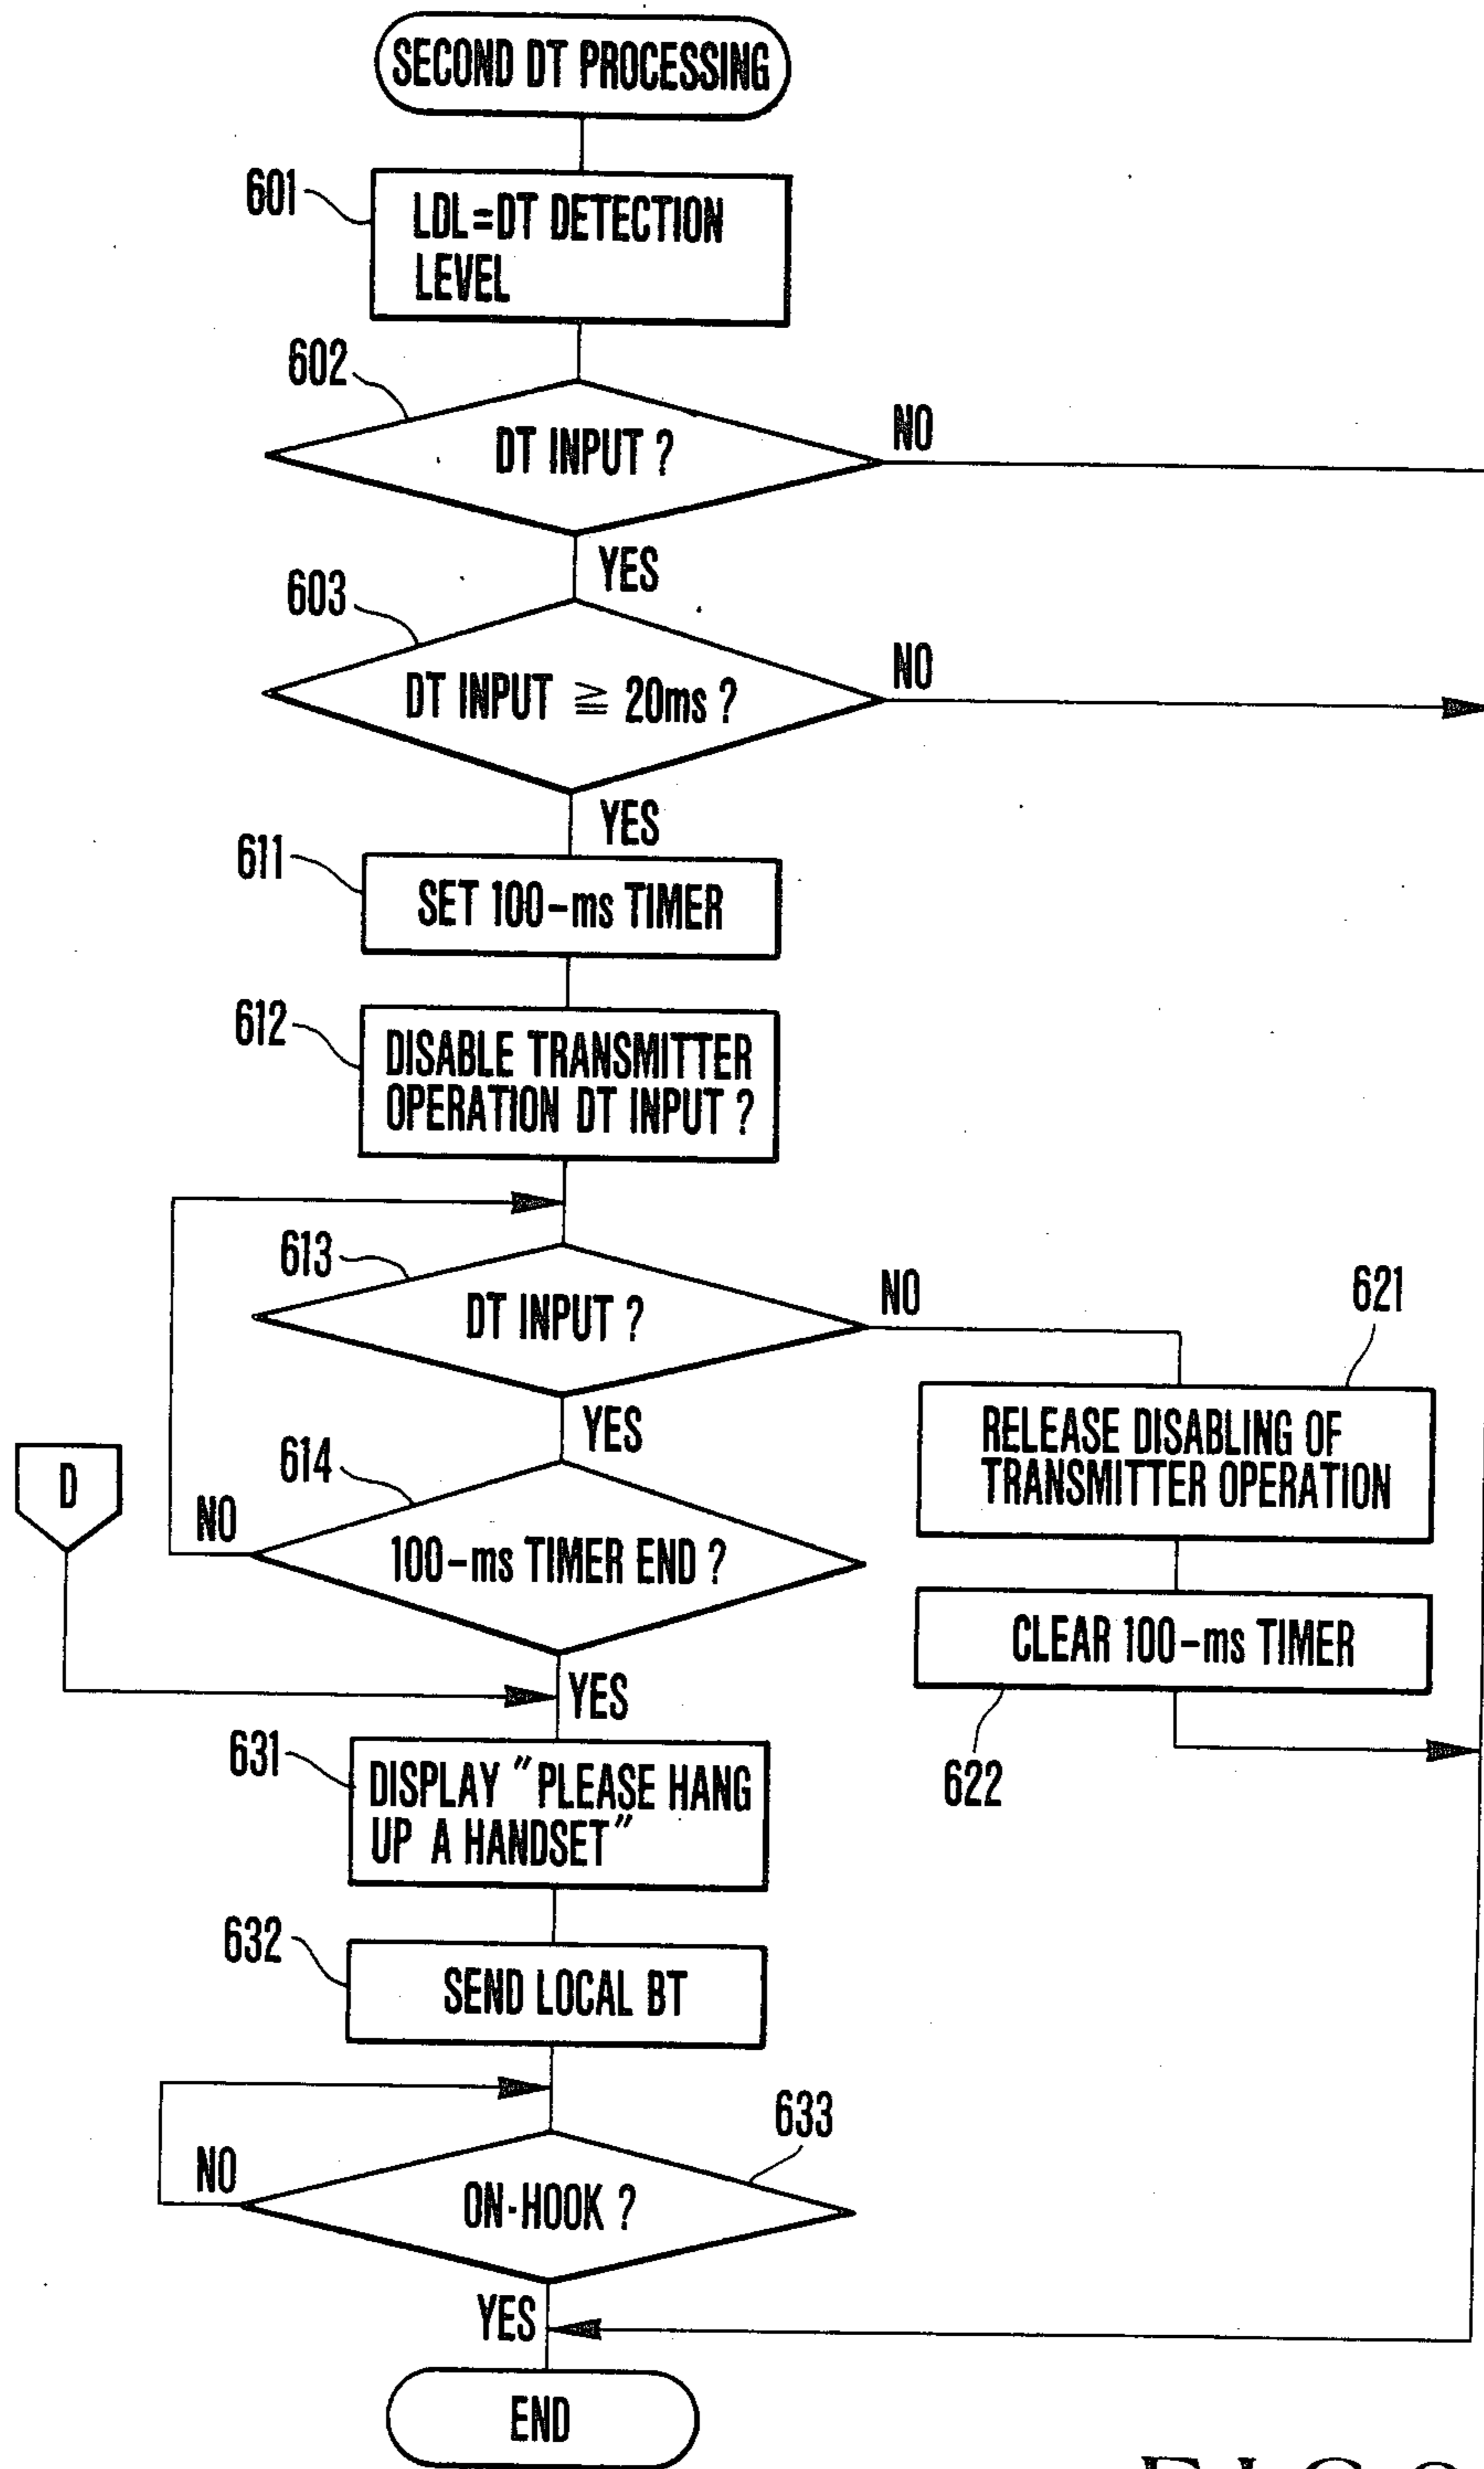 SECOND DT PROCESSING
601
LDL=DT DETECTION
LEVEL
602
DT INPUT ?
NO
YES
603
DT INPUT ≧ 20ms ?
NO
YES
611
SET 100-ms TIMER
612
DISABLE TRANSMITTER
OPERATION DT INPUT ?
613
DT INPUT ?
NO
621
YES
RELEASE DISABLING OF
TRANSMITTER OPERATION
D
614
NO
100-ms TIMER END ?
CLEAR 100-ms TIMER
YES
622
631
DISPLAY "PLEASE HANG
UP A HANDSET"
632
SEND LOCAL BT
633
NO
ON-HOOK ?
YES
END